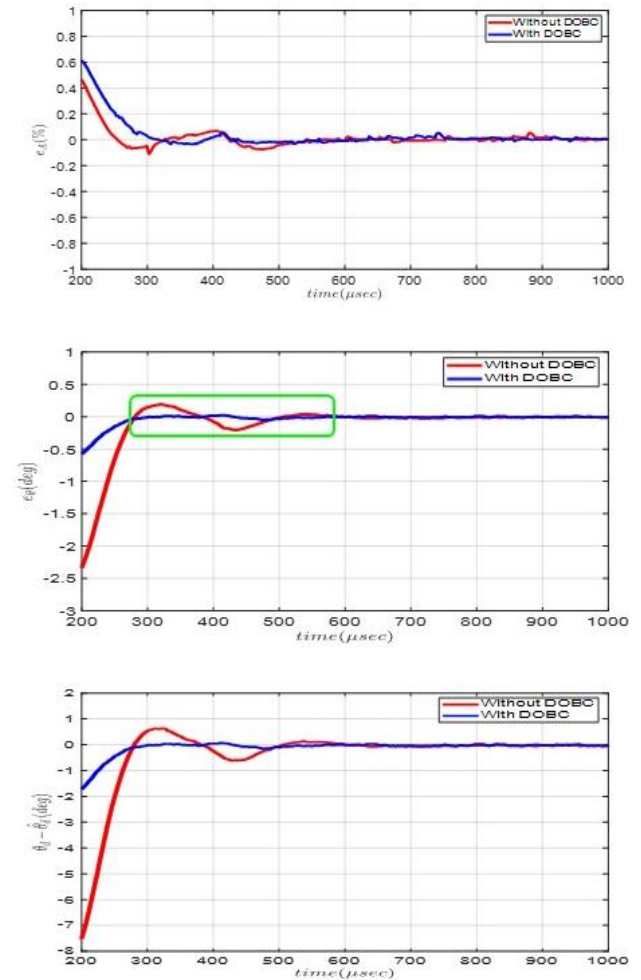 1
0.8
0.6
0.4
0.2
0
-0.2
-0.4
-0.6
-0.8
-1
e_A(%)
Without DOBC
With DOBC
200 300 400 500 600 700 800 900 1000
time(μsec)
1
0.5
0
-0.5
-1
-1.5
-2
-2.5
-3
e_θ(deg)
Without DOBC
With DOBC
200 300 400 500 600 700 800 900 1000
time(μsec)
2
1
0
-1
-2
-3
-4
-5
-6
-7
-8
θ_d − θ̂_d(deg)
Without DOBC
With DOBC
200 300 400 500 600 700 800 900 1000
time(μsec)